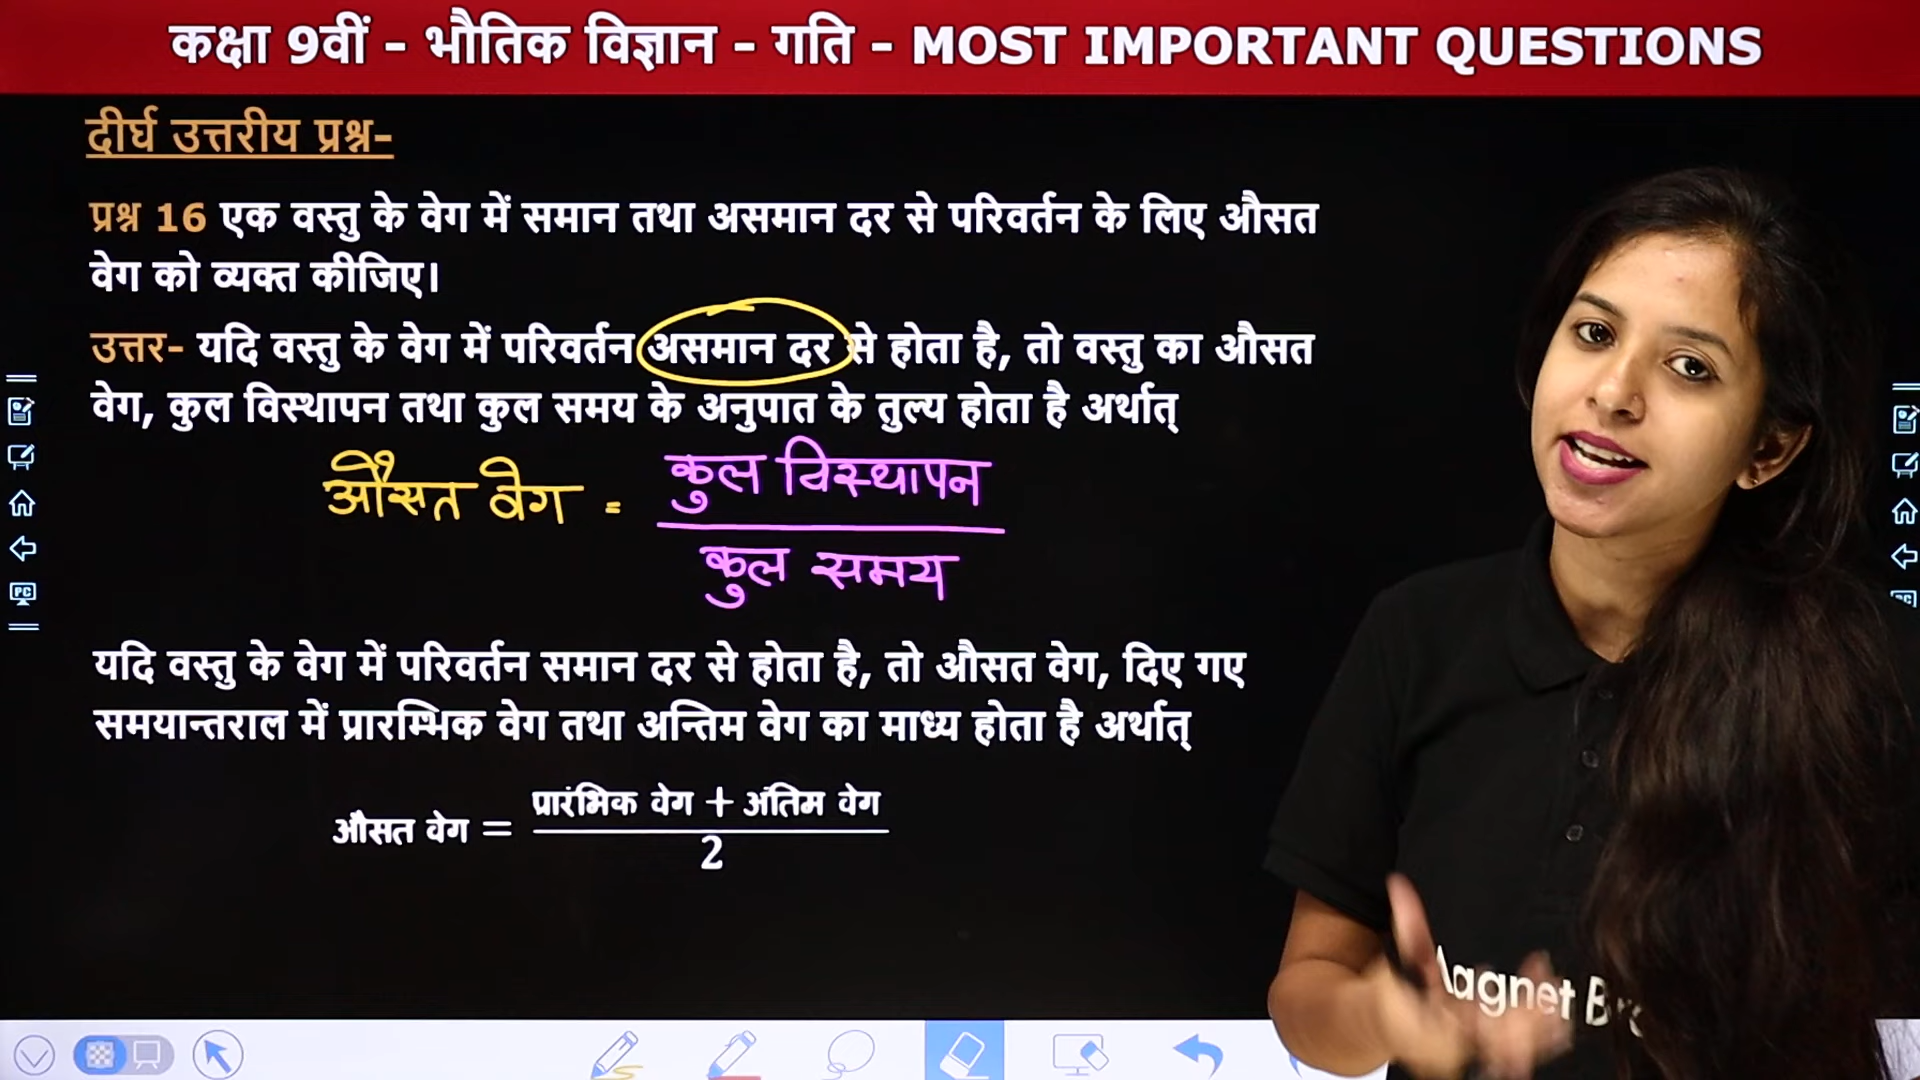 कक्षा 9वीं - भौतिक विज्ञान - गति - MOST IMPORTANT QUESTIONS
दीर्घ उत्तरीय प्रश्न-
प्रश्न 16 एक वस्तु के वेग में समान तथा असमान दर से परिवर्तन के लिए औसत
वेग को व्यक्त कीजिए।
उत्तर- यदि वस्तु के वेग में परिवर्तन असमान दर से होता है, तो वस्तु का औसत
वेग, कुल विस्थापन तथा कुल समय के अनुपात के तुल्य होता है अर्थात्
औसत वेग = कुल विस्थापन
कुल समय
यदि वस्तु के वेग में परिवर्तन समान दर से होता है, तो औसत वेग, दिए गए
समयान्तराल में प्रारम्भिक वेग तथा अन्तिम वेग का माध्य होता है अर्थात्
औसत वेग = प्रारंभिक वेग + अंतिम वेग
2
PC